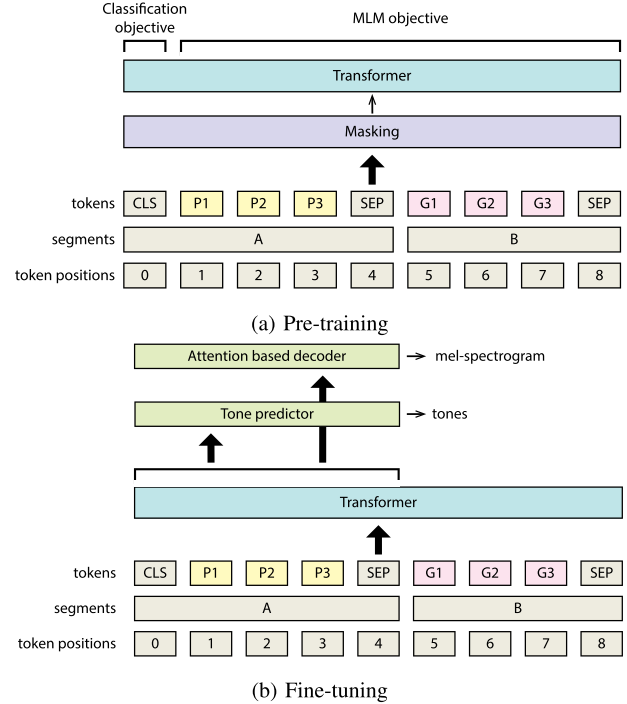 Classification
objective
MLM objective
Transformer
Masking
tokens CLS P1 P2 P3 SEP G1 G2 G3 SEP
segments A B
token positions 0 1 2 3 4 5 6 7 8
(a) Pre-training
Attention based decoder mel-spectrogram
Tone predictor tones
Transformer
tokens CLS P1 P2 P3 SEP G1 G2 G3 SEP
segments A B
token positions 0 1 2 3 4 5 6 7 8
(b) Fine-tuning